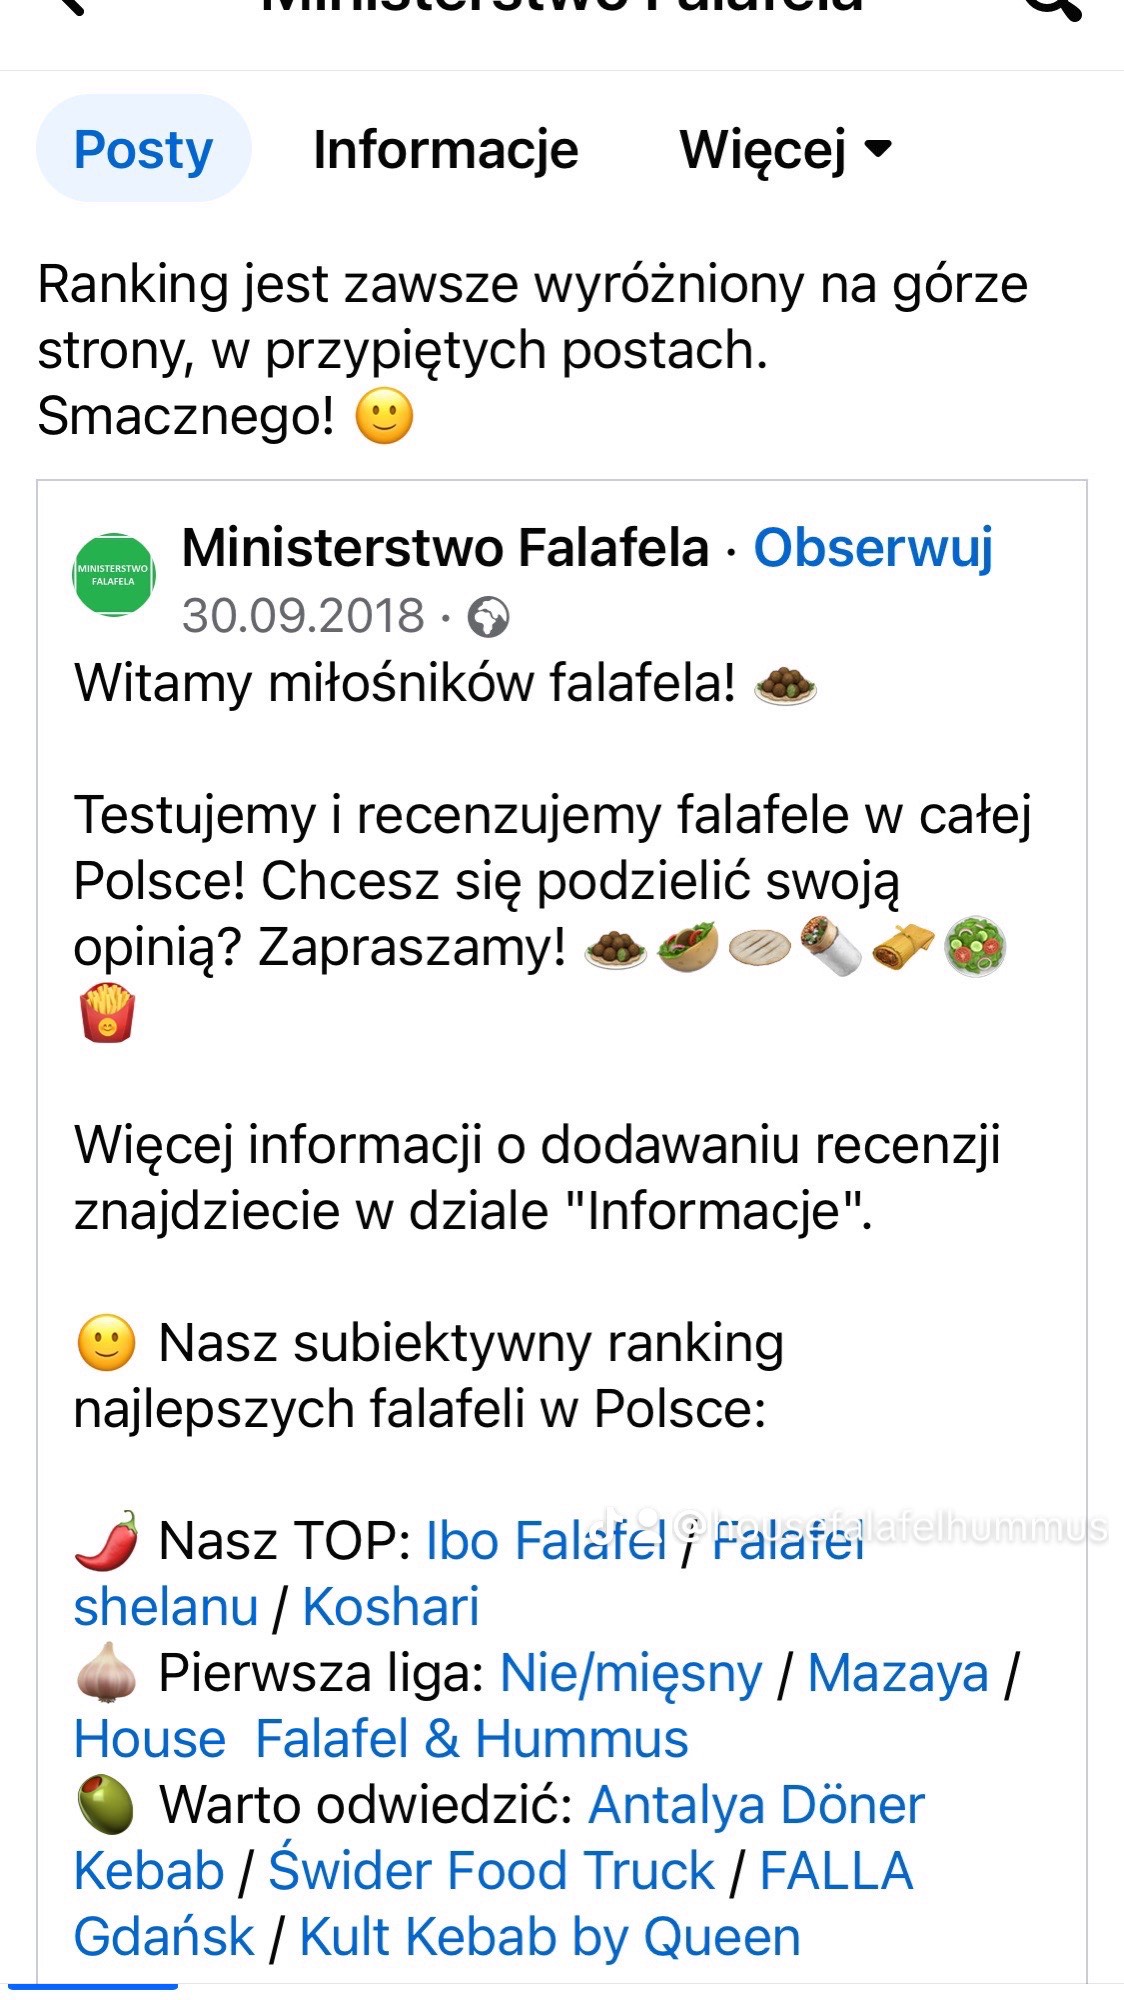 Ministerstwo Falafela
Posty
Informacje
Więcej
Ranking jest zawsze wyróżniony na górze
strony, w przypiętych postach.
Smacznego! 🙂
MINISTERSTWO
FALAFELA
Ministerstwo Falafela · Obserwuj
30.09.2018 ·
Witamy miłośników falafela! 🧆
Testujemy i recenzujemy falafele w całej
Polsce! Chcesz się podzielić swoją
opinią? Zapraszamy! 🧆🥙🫓🌯🫔🥗
🍟
Więcej informacji o dodawaniu recenzji
znajdziecie w dziale "Informacje".
🙂 Nasz subiektywny ranking
najlepszych falafeli w Polsce:
🌶️ Nasz TOP: Ibo Falafel / Falafel
@housefalafelhummus
shelanu / Koshari
🧄 Pierwsza liga: Nie/mięsny / Mazaya /
House  Falafel & Hummus
🫒 Warto odwiedzić: Antalya Döner
Kebab / Świder Food Truck / FALLA
Gdańsk / Kult Kebab by Queen